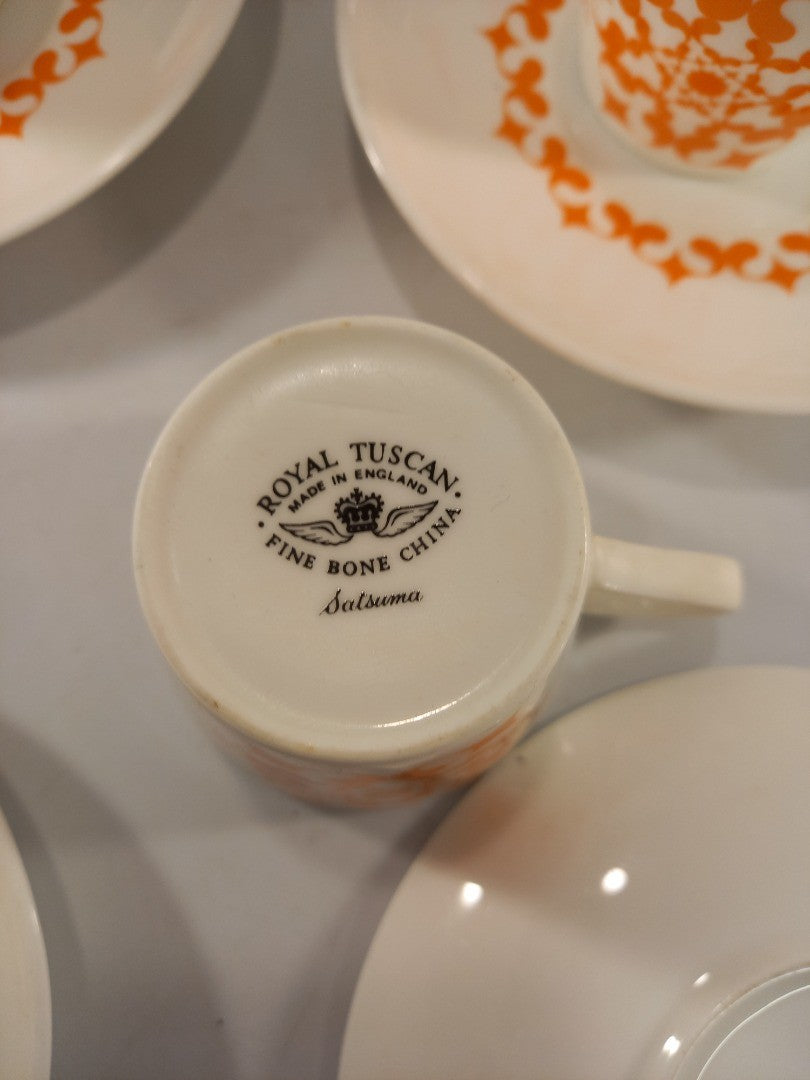 · ROYAL TUSCAN ·
MADE IN ENGLAND
FINE BONE CHINA
Satsuma